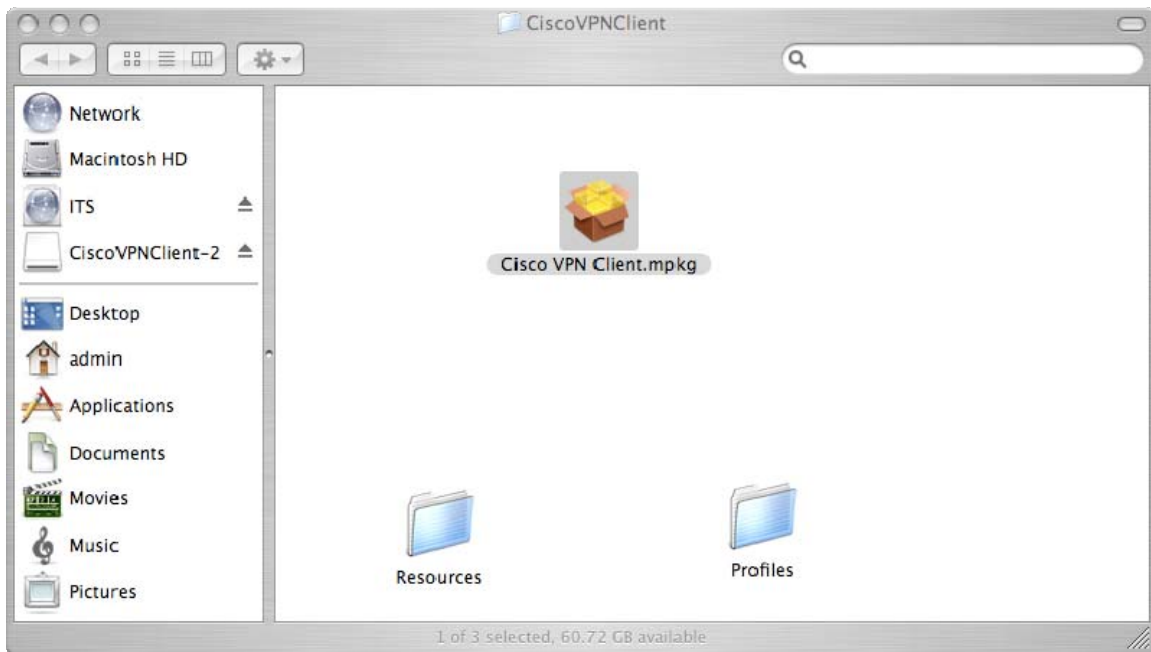 CiscoVPNClient
Network
Macintosh HD
ITS
CiscoVPNClient-2
Desktop
admin
Applications
Documents
Movies
Music
Pictures
Cisco VPN Client.mpkg
Resources
Profiles
1 of 3 selected, 60.72 GB available